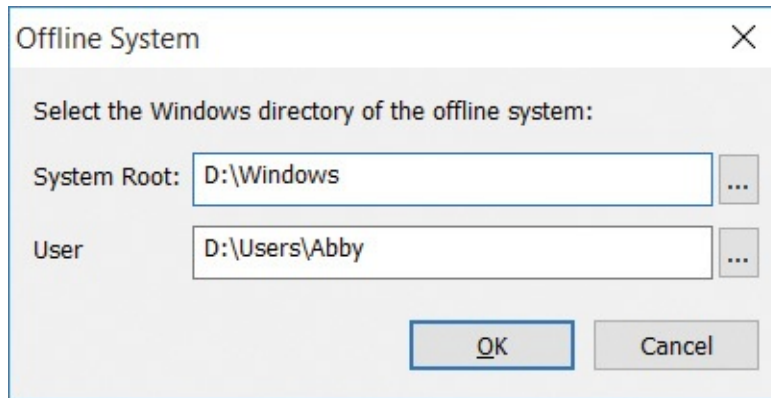 Offline System
Select the Windows directory of the offline system:
System Root: D:\Windows ...
User D:\Users\Abby ...
OK Cancel